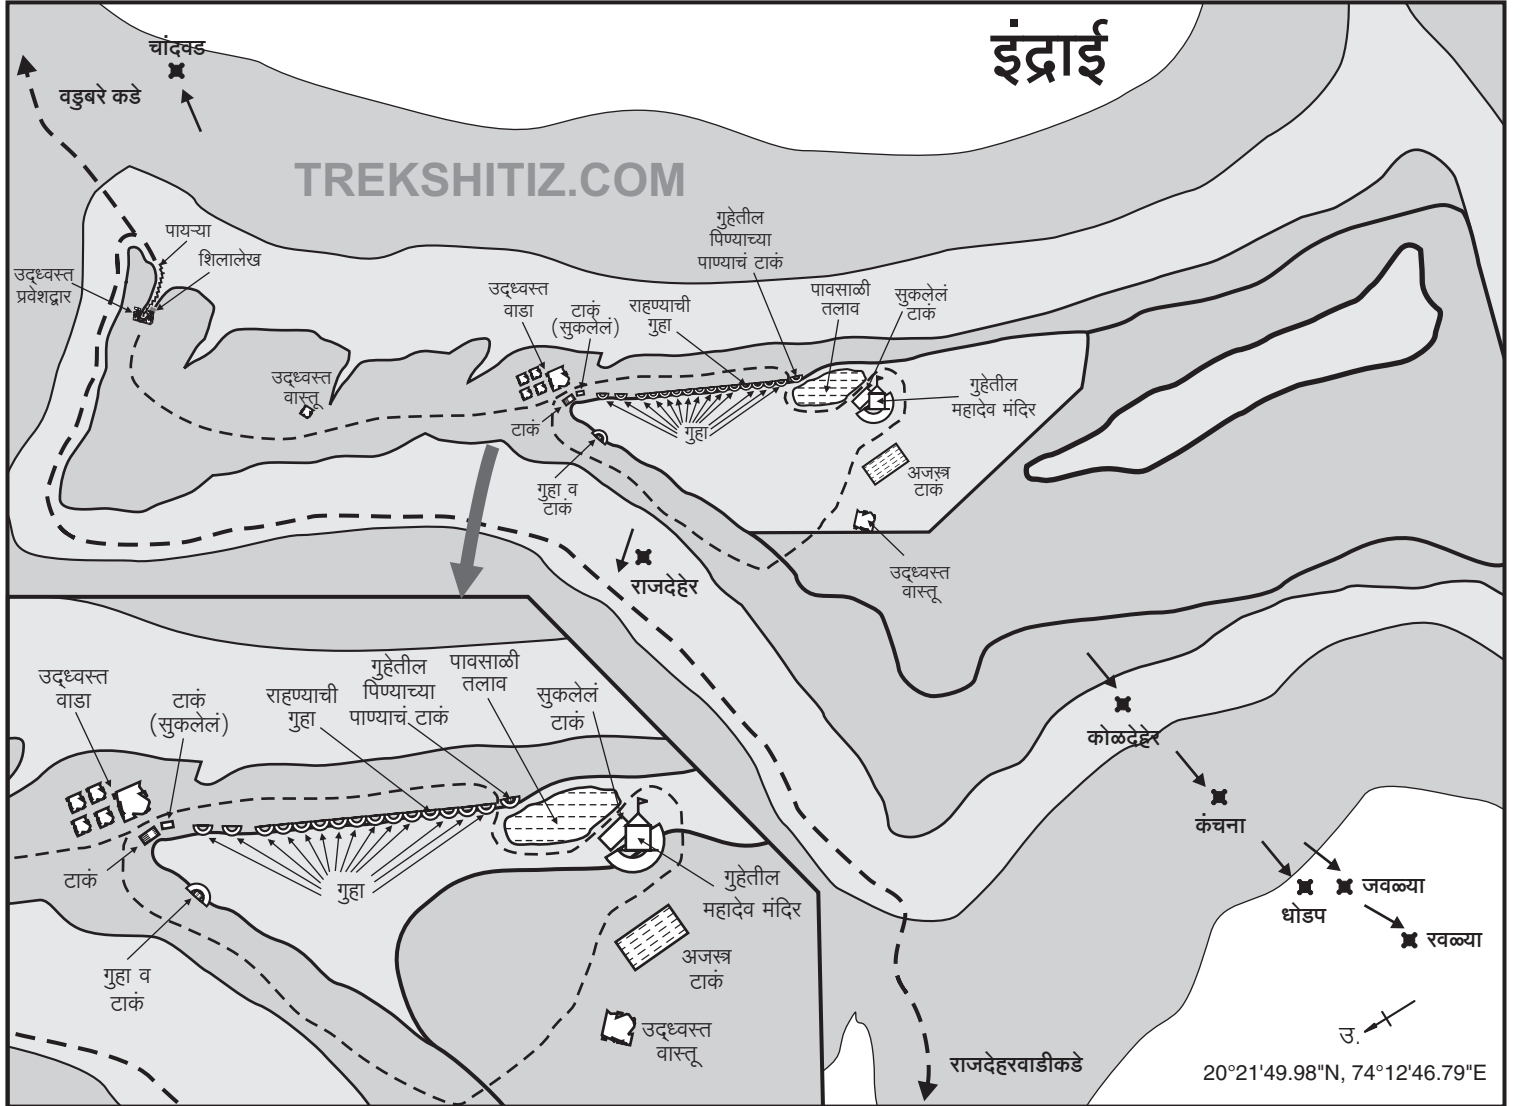 इंद्राई
चांदवड
वडुबरे कडे
TREKSHITIZ.COM
पायऱ्या
शिलालेख
उद्ध्वस्त
प्रवेशद्वार
उद्ध्वस्त
वास्तू
उद्ध्वस्त
वाडा
टाकं
(सुकलेलं)
राहण्याची
गुहा
गुहेतील
पिण्याच्या
पाण्याचं टाकं
पावसाळी
तलाव
सुकलेलं
टाकं
गुहेतील
महादेव मंदिर
टाकं
गुहा
गुहा व
टाकं
अजस्त्र
टाकं
उद्ध्वस्त
वास्तू
राजदेहेर
उद्ध्वस्त
वाडा
टाकं
(सुकलेलं)
राहण्याची
गुहा
गुहेतील
पिण्याच्या
पाण्याचं टाकं
पावसाळी
तलाव
सुकलेलं
टाकं
टाकं
गुहा
गुहेतील
महादेव मंदिर
गुहा व
टाकं
अजस्त्र
टाकं
उद्ध्वस्त
वास्तू
कोळदेहेर
कंचना
धोडप
जवळ्या
रवळ्या
राजदेहरवाडीकडे
उ.
20°21'49.98"N, 74°12'46.79"E